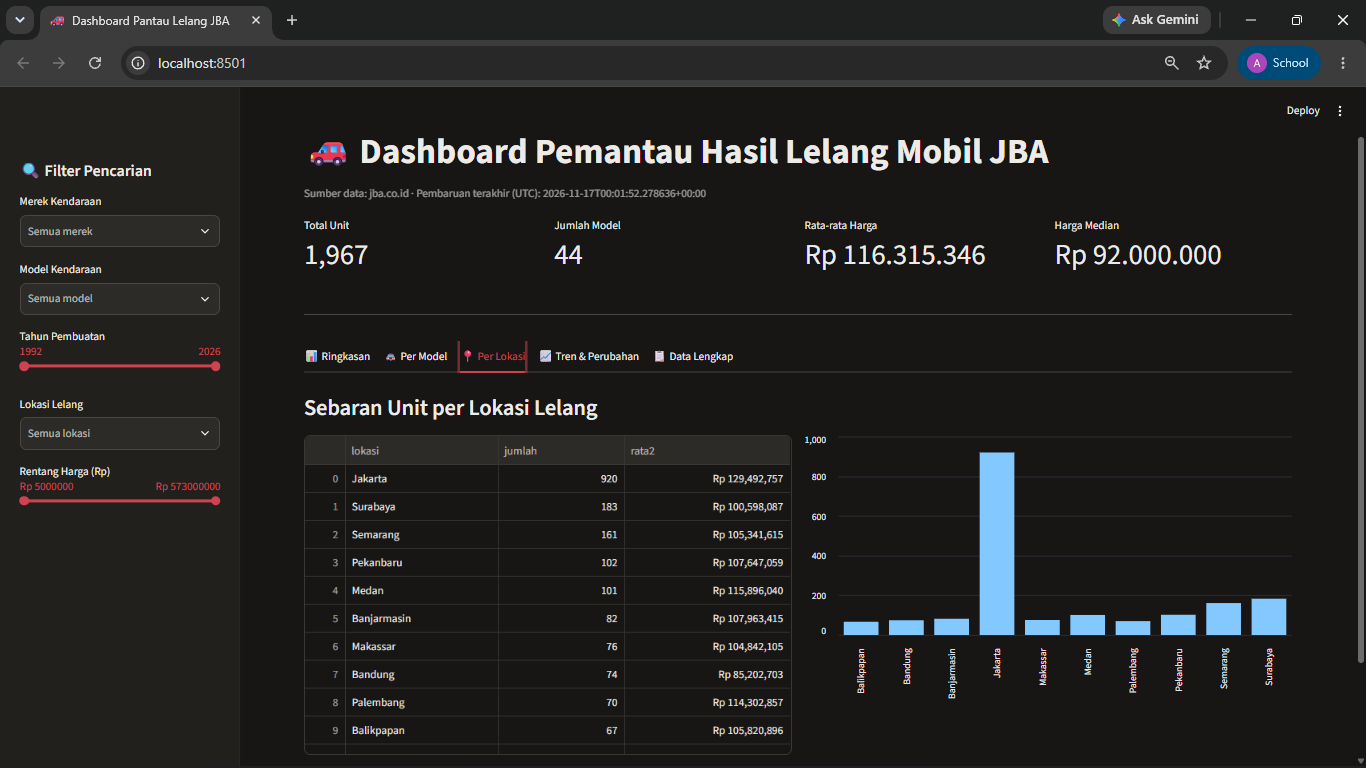 Dashboard Pantau Lelang JBA
Ask Gemini
localhost:8501
A School
Deploy
Filter Pencarian
Merek Kendaraan
Semua merek
Model Kendaraan
Semua model
Tahun Pembuatan
1992 2026
Lokasi Lelang
Semua lokasi
Rentang Harga (Rp)
Rp 5000000 Rp 573000000
Dashboard Pemantau Hasil Lelang Mobil JBA
Sumber data: jba.co.id · Pembaruan terakhir (UTC): 2026-11-17T00:01:52.278636+00:00
Total Unit Jumlah Model Rata-rata Harga Harga Median
1,967 44 Rp 116.315.346 Rp 92.000.000
Ringkasan Per Model Per Lokasi Tren & Perubahan Data Lengkap
Sebaran Unit per Lokasi Lelang
lokasi jumlah rata2
0 Jakarta 920 Rp 129,492,757
1 Surabaya 183 Rp 100,598,087
2 Semarang 161 Rp 105,341,615
3 Pekanbaru 102 Rp 107,647,059
4 Medan 101 Rp 115,896,040
5 Banjarmasin 82 Rp 107,963,415
6 Makassar 76 Rp 104,842,105
7 Bandung 74 Rp 85,202,703
8 Palembang 70 Rp 114,302,857
9 Balikpapan 67 Rp 105,820,896
1,000
800
600
400
200
0
Balikpapan Bandung Banjarmasin Jakarta Makassar Medan Palembang Pekanbaru Semarang Surabaya